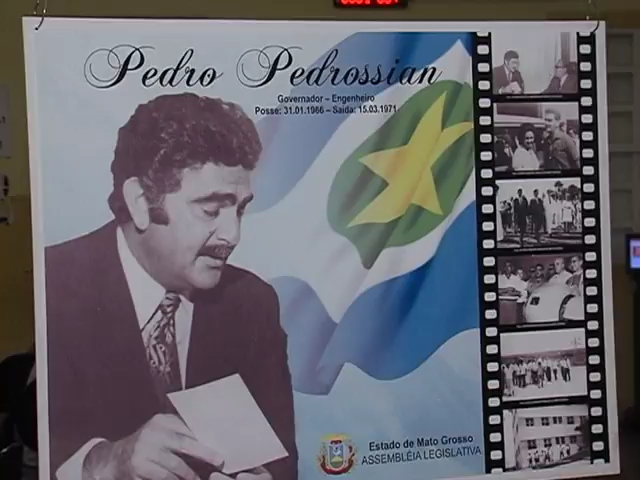 Pedro Pedrossian
Governador – Engenheiro
Posse: 31.01.1966 – Saída: 15.03.1971
Estado de Mato Grosso
ASSEMBLÉIA LEGISLATIVA